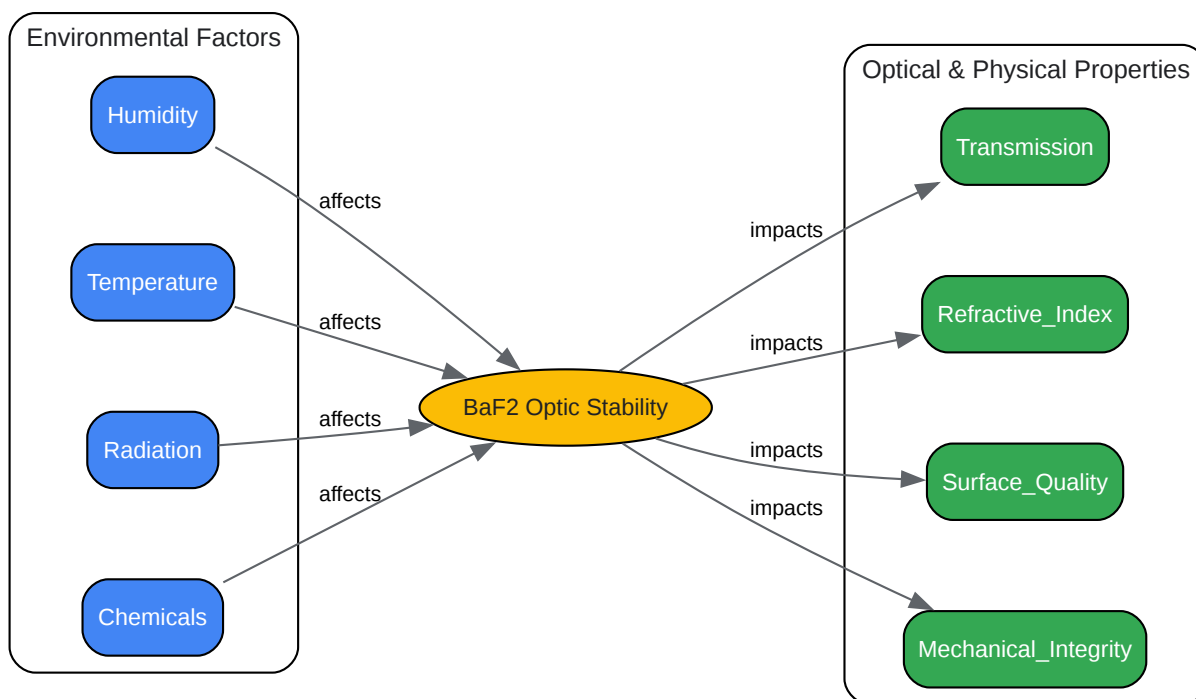 Environmental Factors
Humidity
Temperature
Radiation
Chemicals
affects
affects
affects
affects
BaF2 Optic Stability
impacts
impacts
impacts
impacts
Optical & Physical Properties
Transmission
Refractive_Index
Surface_Quality
Mechanical_Integrity